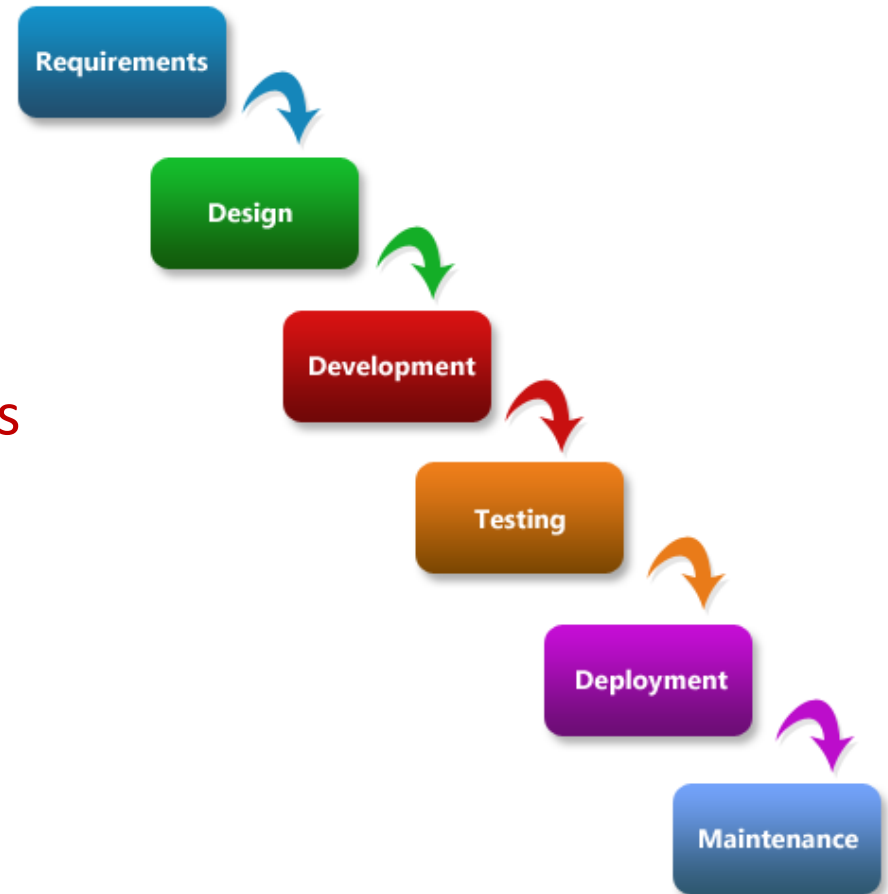 Requirements
Design
Development
s
Testing
Deployment
Maintenance